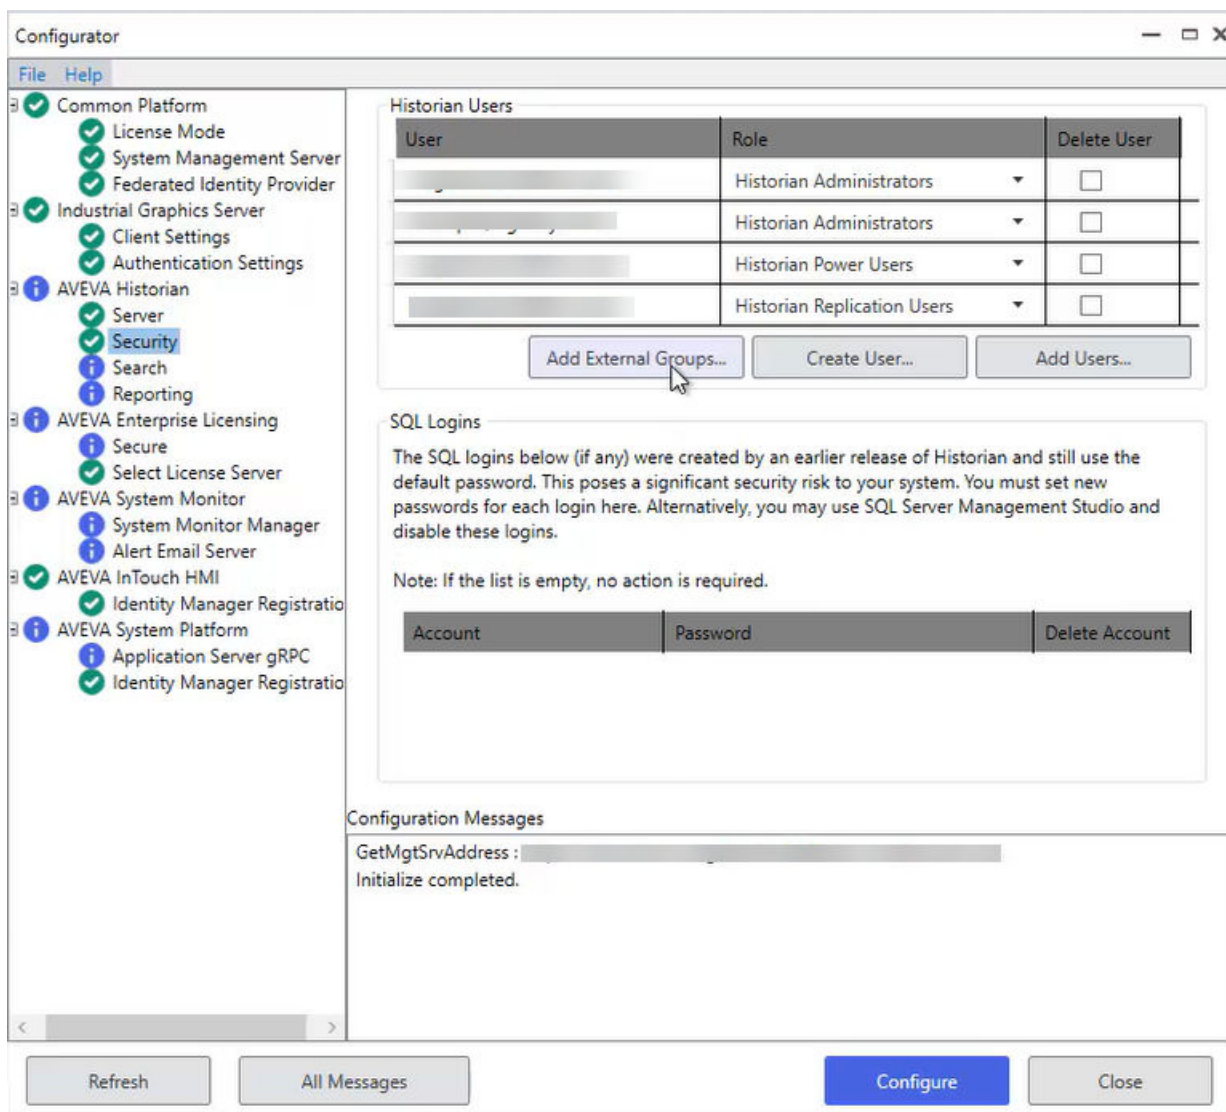 Configurator
File Help
Common Platform
License Mode
System Management Server
Federated Identity Provider
Industrial Graphics Server
Client Settings
Authentication Settings
AVEVA Historian
Server
Security
Search
Reporting
AVEVA Enterprise Licensing
Secure
Select License Server
AVEVA System Monitor
System Monitor Manager
Alert Email Server
AVEVA InTouch HMI
Identity Manager Registratio
AVEVA System Platform
Application Server gRPC
Identity Manager Registratio
Historian Users
User Role Delete User
Historian Administrators
Historian Administrators
Historian Power Users
Historian Replication Users
Add External Groups... Create User... Add Users...
SQL Logins
The SQL logins below (if any) were created by an earlier release of Historian and still use the
default password. This poses a significant security risk to your system. You must set new
passwords for each login here. Alternatively, you may use SQL Server Management Studio and
disable these logins.
Note: If the list is empty, no action is required.
Account Password Delete Account
Configuration Messages
GetMgtSrvAddress :
Initialize completed.
Refresh All Messages Configure Close